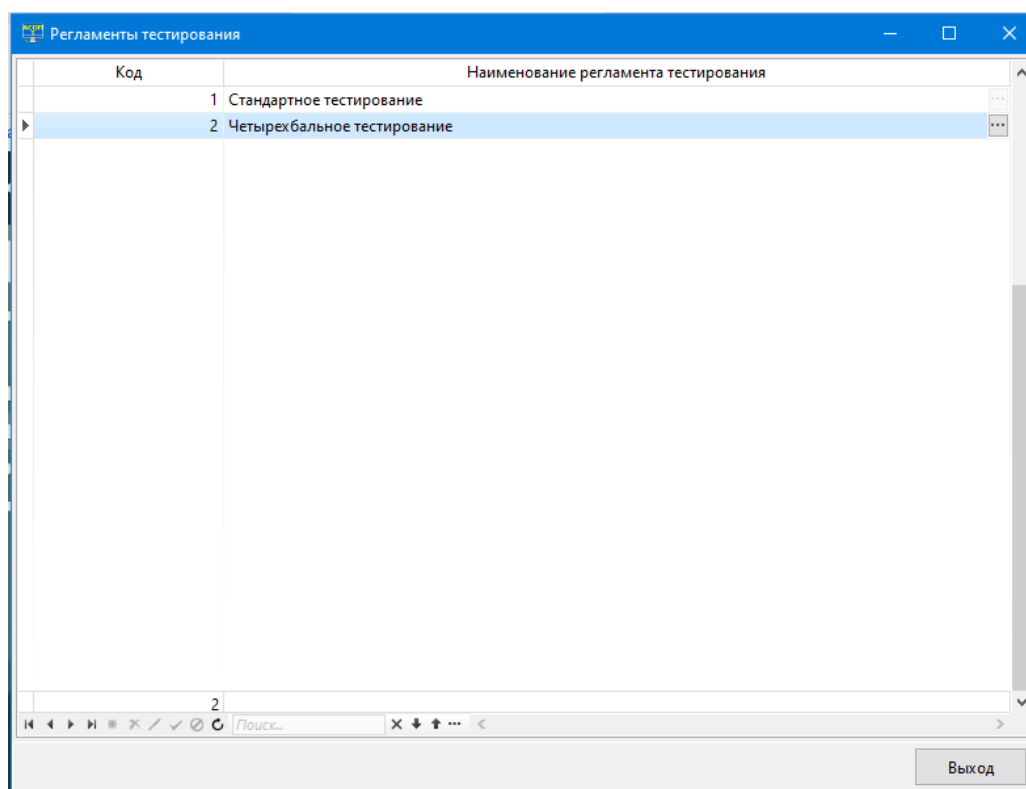 Регламенты тестирования
Код Наименование регламента тестирования
1 Стандартное тестирование
2 Четырехбальное тестирование
2
Поиск...
Выход